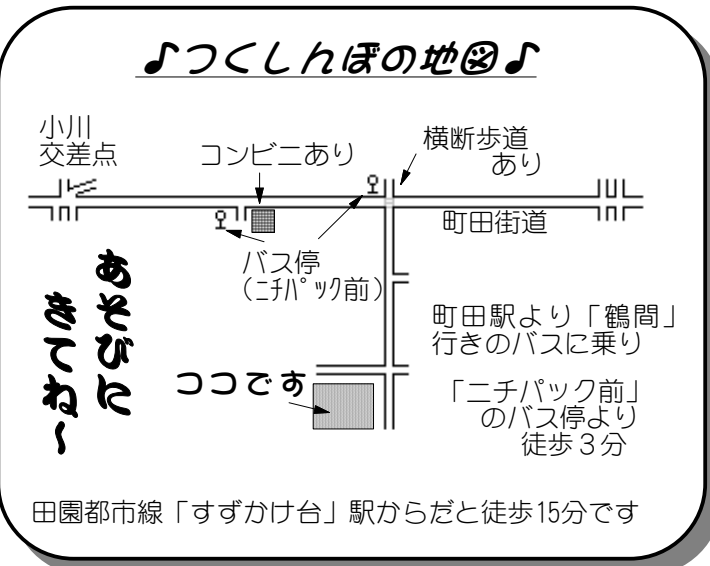 ♪つくしんぼの地図♪
小川
交差点
コンビニあり
横断歩道
あり
町田街道
バス停
(ニチパック前)
あそびに
きてね~
町田駅より「鶴間」
行きのバスに乗り
ココです
「ニチパック前」
のバス停より
徒歩3分
田園都市線「すずかけ台」駅からだと徒歩15分です